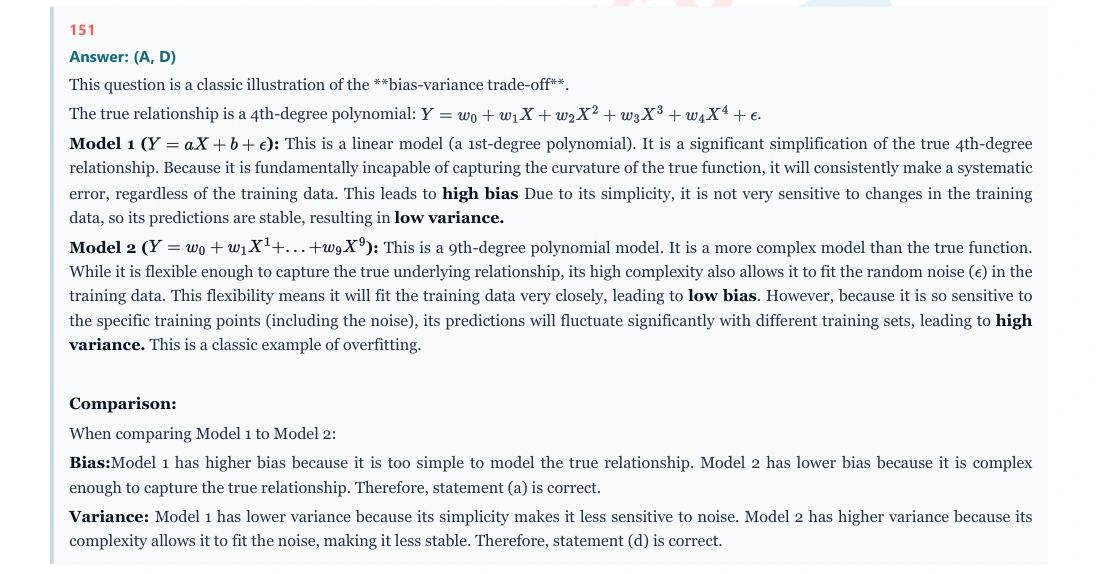 151
Answer: (A, D)
This question is a classic illustration of the **bias-variance trade-off**.
The true relationship is a 4th-degree polynomial: Y = w₀ + w₁X + w₂X² + w₃X³ + w₄X⁴ + ϵ.
Model 1 (Y = aX + b + ϵ): This is a linear model (a 1st-degree polynomial). It is a significant simplification of the true 4th-degree
relationship. Because it is fundamentally incapable of capturing the curvature of the true function, it will consistently make a systematic
error, regardless of the training data. This leads to high bias Due to its simplicity, it is not very sensitive to changes in the training
data, so its predictions are stable, resulting in low variance.
Model 2 (Y = w₀ + w₁X¹+...+w₉X⁹): This is a 9th-degree polynomial model. It is a more complex model than the true function.
While it is flexible enough to capture the true underlying relationship, its high complexity also allows it to fit the random noise (ϵ) in the
training data. This flexibility means it will fit the training data very closely, leading to low bias. However, because it is so sensitive to
the specific training points (including the noise), its predictions will fluctuate significantly with different training sets, leading to high
variance. This is a classic example of overfitting.
Comparison:
When comparing Model 1 to Model 2:
Bias:Model 1 has higher bias because it is too simple to model the true relationship. Model 2 has lower bias because it is complex
enough to capture the true relationship. Therefore, statement (a) is correct.
Variance: Model 1 has lower variance because its simplicity makes it less sensitive to noise. Model 2 has higher variance because its
complexity allows it to fit the noise, making it less stable. Therefore, statement (d) is correct.